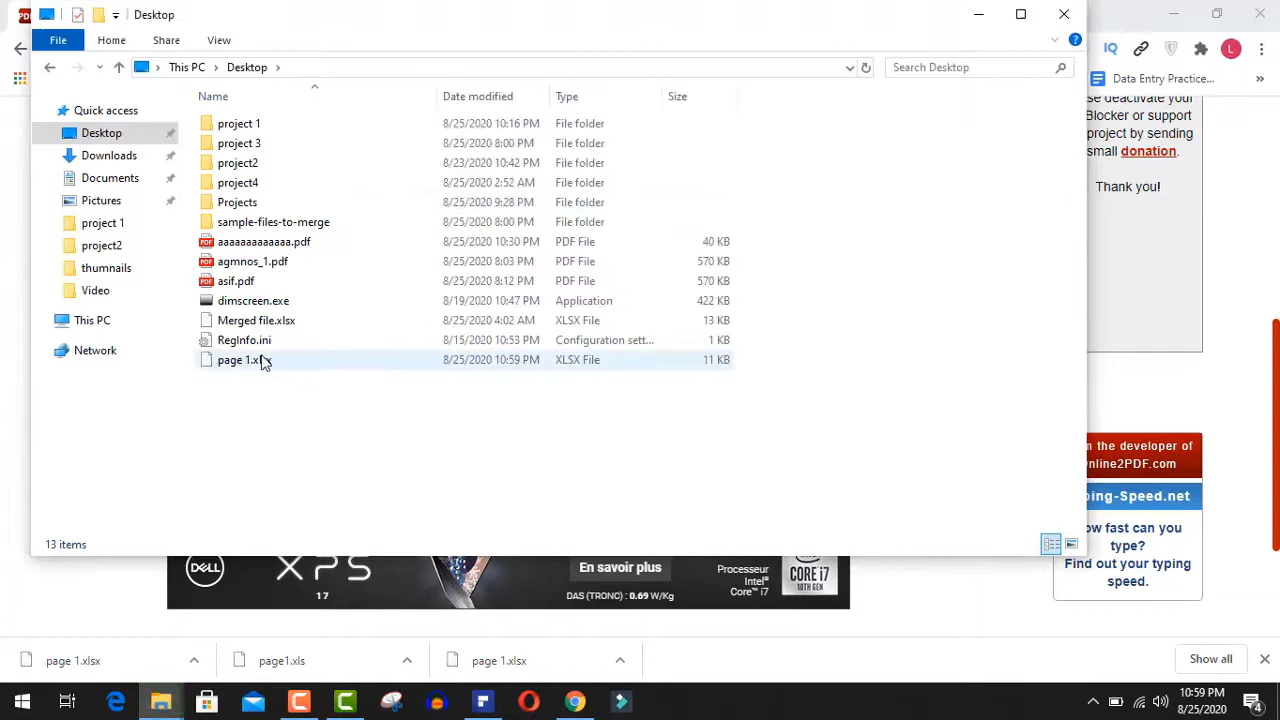 Desktop
File Home Share View
This PC Desktop
Search Desktop
Data Entry Practice...
Name Date modified Type Size
Quick access
Desktop
Downloads
Documents
Pictures
project 1
project2
thumnails
Video
This PC
Network
project 1 8/25/2020 10:16 PM File folder
project 3 8/25/2020 8:00 PM File folder
project2 8/23/2020 10:42 PM File folder
project4 8/25/2020 2:52 AM File folder
Projects 8/25/2020 9:28 PM File folder
sample-files-to-merge 8/25/2020 8:00 PM File folder
aaaaaaaaaaaaa.pdf 8/25/2020 10:30 PM PDF File 40 KB
agmnos_1.pdf 8/25/2020 8:03 PM PDF File 570 KB
asif.pdf 8/25/2020 8:12 PM PDF File 570 KB
dimscreen.exe 8/19/2020 10:47 PM Application 422 KB
Merged file.xlsx 8/25/2020 4:02 AM XLSX File 13 KB
RegInfo.ini 8/15/2020 10:53 PM Configuration sett... 1 KB
page 1.xlsx 8/25/2020 10:59 PM XLSX File 11 KB
13 items
se deactivate your
Blocker or support
project by sending
small donation.
Thank you!
m the developer of
nline2PDF.com
ping-Speed.net
ow fast can you
type?
Find out your typing
speed.
DELL
XPS
17
En savoir plus
DAS (TRONC) : 0.69 W/Kg
Processeur
Intel®
Core™ i7
CORE i7
10TH GEN
page 1.xlsx
page1.xls
page 1.xlsx
Show all
10:59 PM
8/25/2020
4